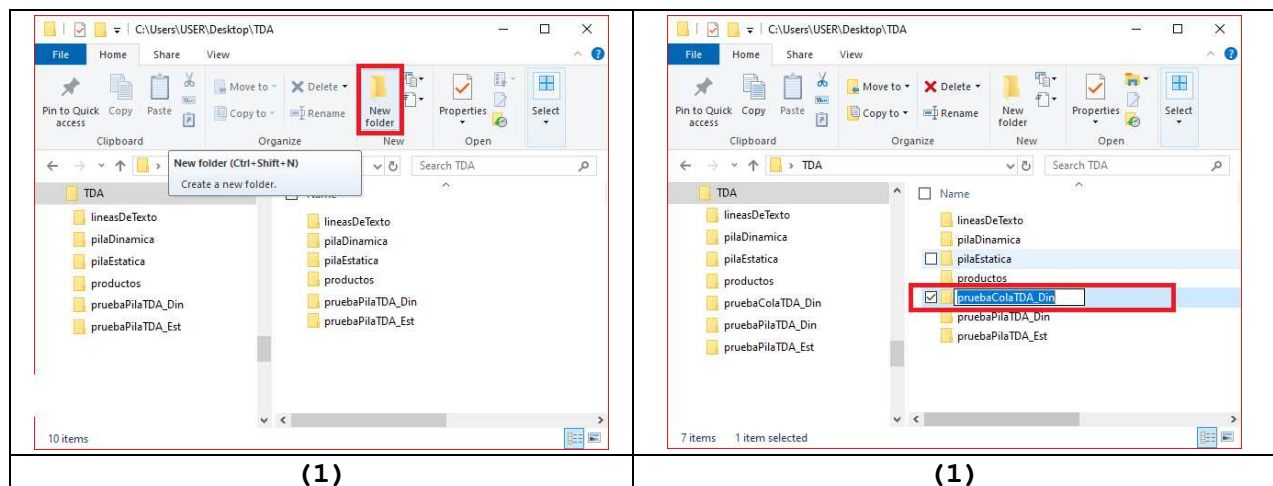 C:\Users\USER\Desktop\TDA
File Home Share View
Pin to Quick access Copy Paste
Move to Copy to Delete Rename
New folder Properties Select
Clipboard Organize New Open
New folder (Ctrl+Shift+N)
Create a new folder.
Search TDA
TDA
lineasDeTexto
pilaDinamica
pilaEstatica
productos
pruebaPilaTDA_Din
pruebaPilaTDA_Est
Name
lineasDeTexto
pilaDinamica
pilaEstatica
productos
pruebaPilaTDA_Din
pruebaPilaTDA_Est
10 items
(1)
C:\Users\USER\Desktop\TDA
File Home Share View
Pin to Quick access Copy Paste
Move to Copy to Delete Rename
New folder Properties Select
Clipboard Organize New Open
TDA
Search TDA
TDA
lineasDeTexto
pilaDinamica
pilaEstatica
productos
pruebaColaTDA_Din
pruebaPilaTDA_Din
pruebaPilaTDA_Est
Name
lineasDeTexto
pilaDinamica
pilaEstatica
productos
pruebaColaTDA_Din
pruebaPilaTDA_Din
pruebaPilaTDA_Est
7 items 1 item selected
(1)